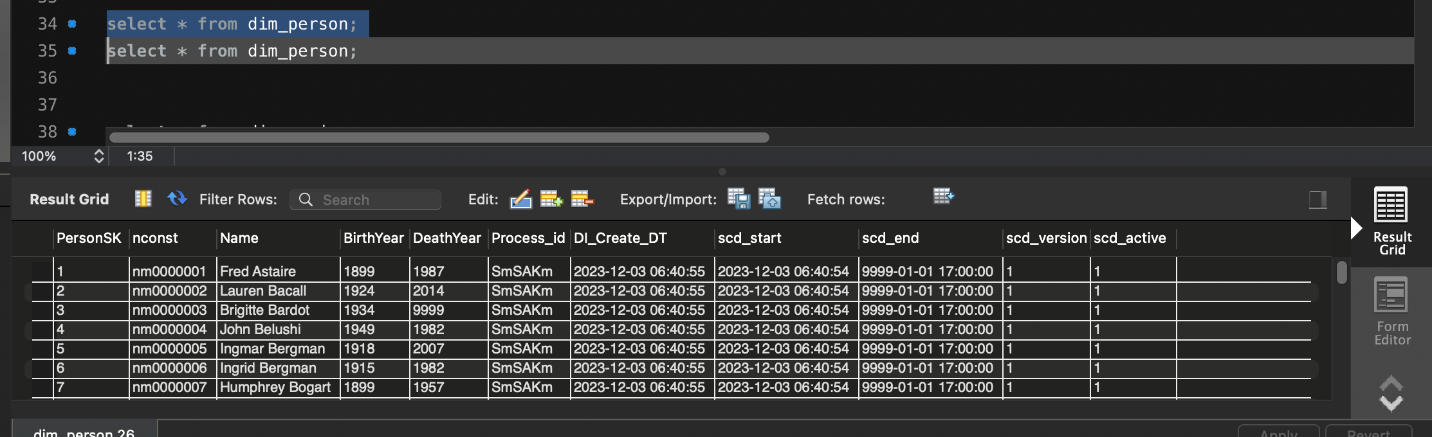 34 select * from dim_person;
35 select * from dim_person;
36
37
38
100% 1:35
Result Grid Filter Rows: Search Edit: Export/Import: Fetch rows:
PersonSK nconst Name BirthYear DeathYear Process_id DI_Create_DT scd_start scd_end scd_version scd_active
1 nm0000001 Fred Astaire 1899 1987 SmSAKm 2023-12-03 06:40:55 2023-12-03 06:40:54 9999-01-01 17:00:00 1 1
2 nm0000002 Lauren Bacall 1924 2014 SmSAKm 2023-12-03 06:40:55 2023-12-03 06:40:54 9999-01-01 17:00:00 1 1
3 nm0000003 Brigitte Bardot 1934 9999 SmSAKm 2023-12-03 06:40:55 2023-12-03 06:40:54 9999-01-01 17:00:00 1 1
4 nm0000004 John Belushi 1949 1982 SmSAKm 2023-12-03 06:40:55 2023-12-03 06:40:54 9999-01-01 17:00:00 1 1
5 nm0000005 Ingmar Bergman 1918 2007 SmSAKm 2023-12-03 06:40:55 2023-12-03 06:40:54 9999-01-01 17:00:00 1 1
6 nm0000006 Ingrid Bergman 1915 1982 SmSAKm 2023-12-03 06:40:55 2023-12-03 06:40:54 9999-01-01 17:00:00 1 1
7 nm0000007 Humphrey Bogart 1899 1957 SmSAKm 2023-12-03 06:40:55 2023-12-03 06:40:54 9999-01-01 17:00:00 1 1
Result
Grid
Form
Editor
dim_person 26 Apply Revert